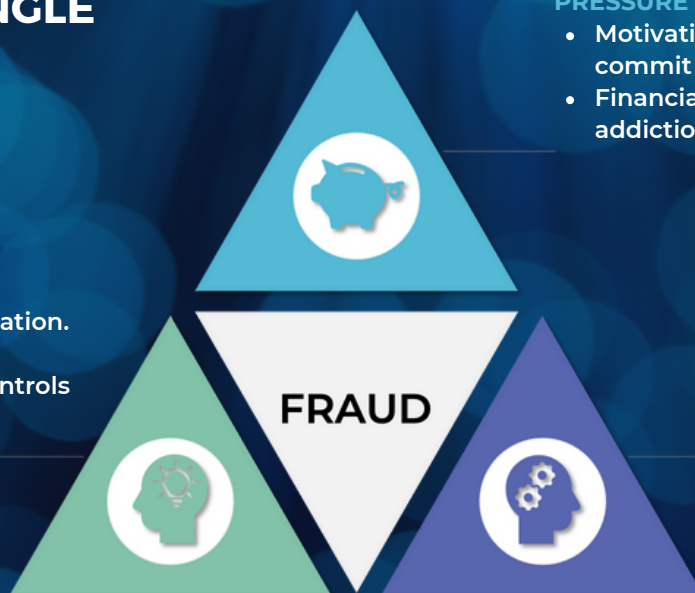 NGLE
PRESSURE
Motivati
commit
Financia
addictio
ation.
ntrols
FRAUD